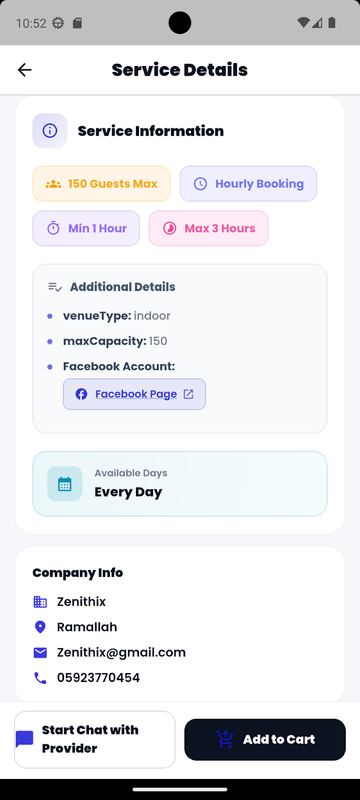 10:52
Service Details
Service Information
150 Guests Max
Hourly Booking
Min 1 Hour
Max 3 Hours
Additional Details
venueType: indoor
maxCapacity: 150
Facebook Account:
Facebook Page
Available Days
Every Day
Company Info
Zenithix
Ramallah
Zenithix@gmail.com
05923770454
Start Chat with
Provider
Add to Cart